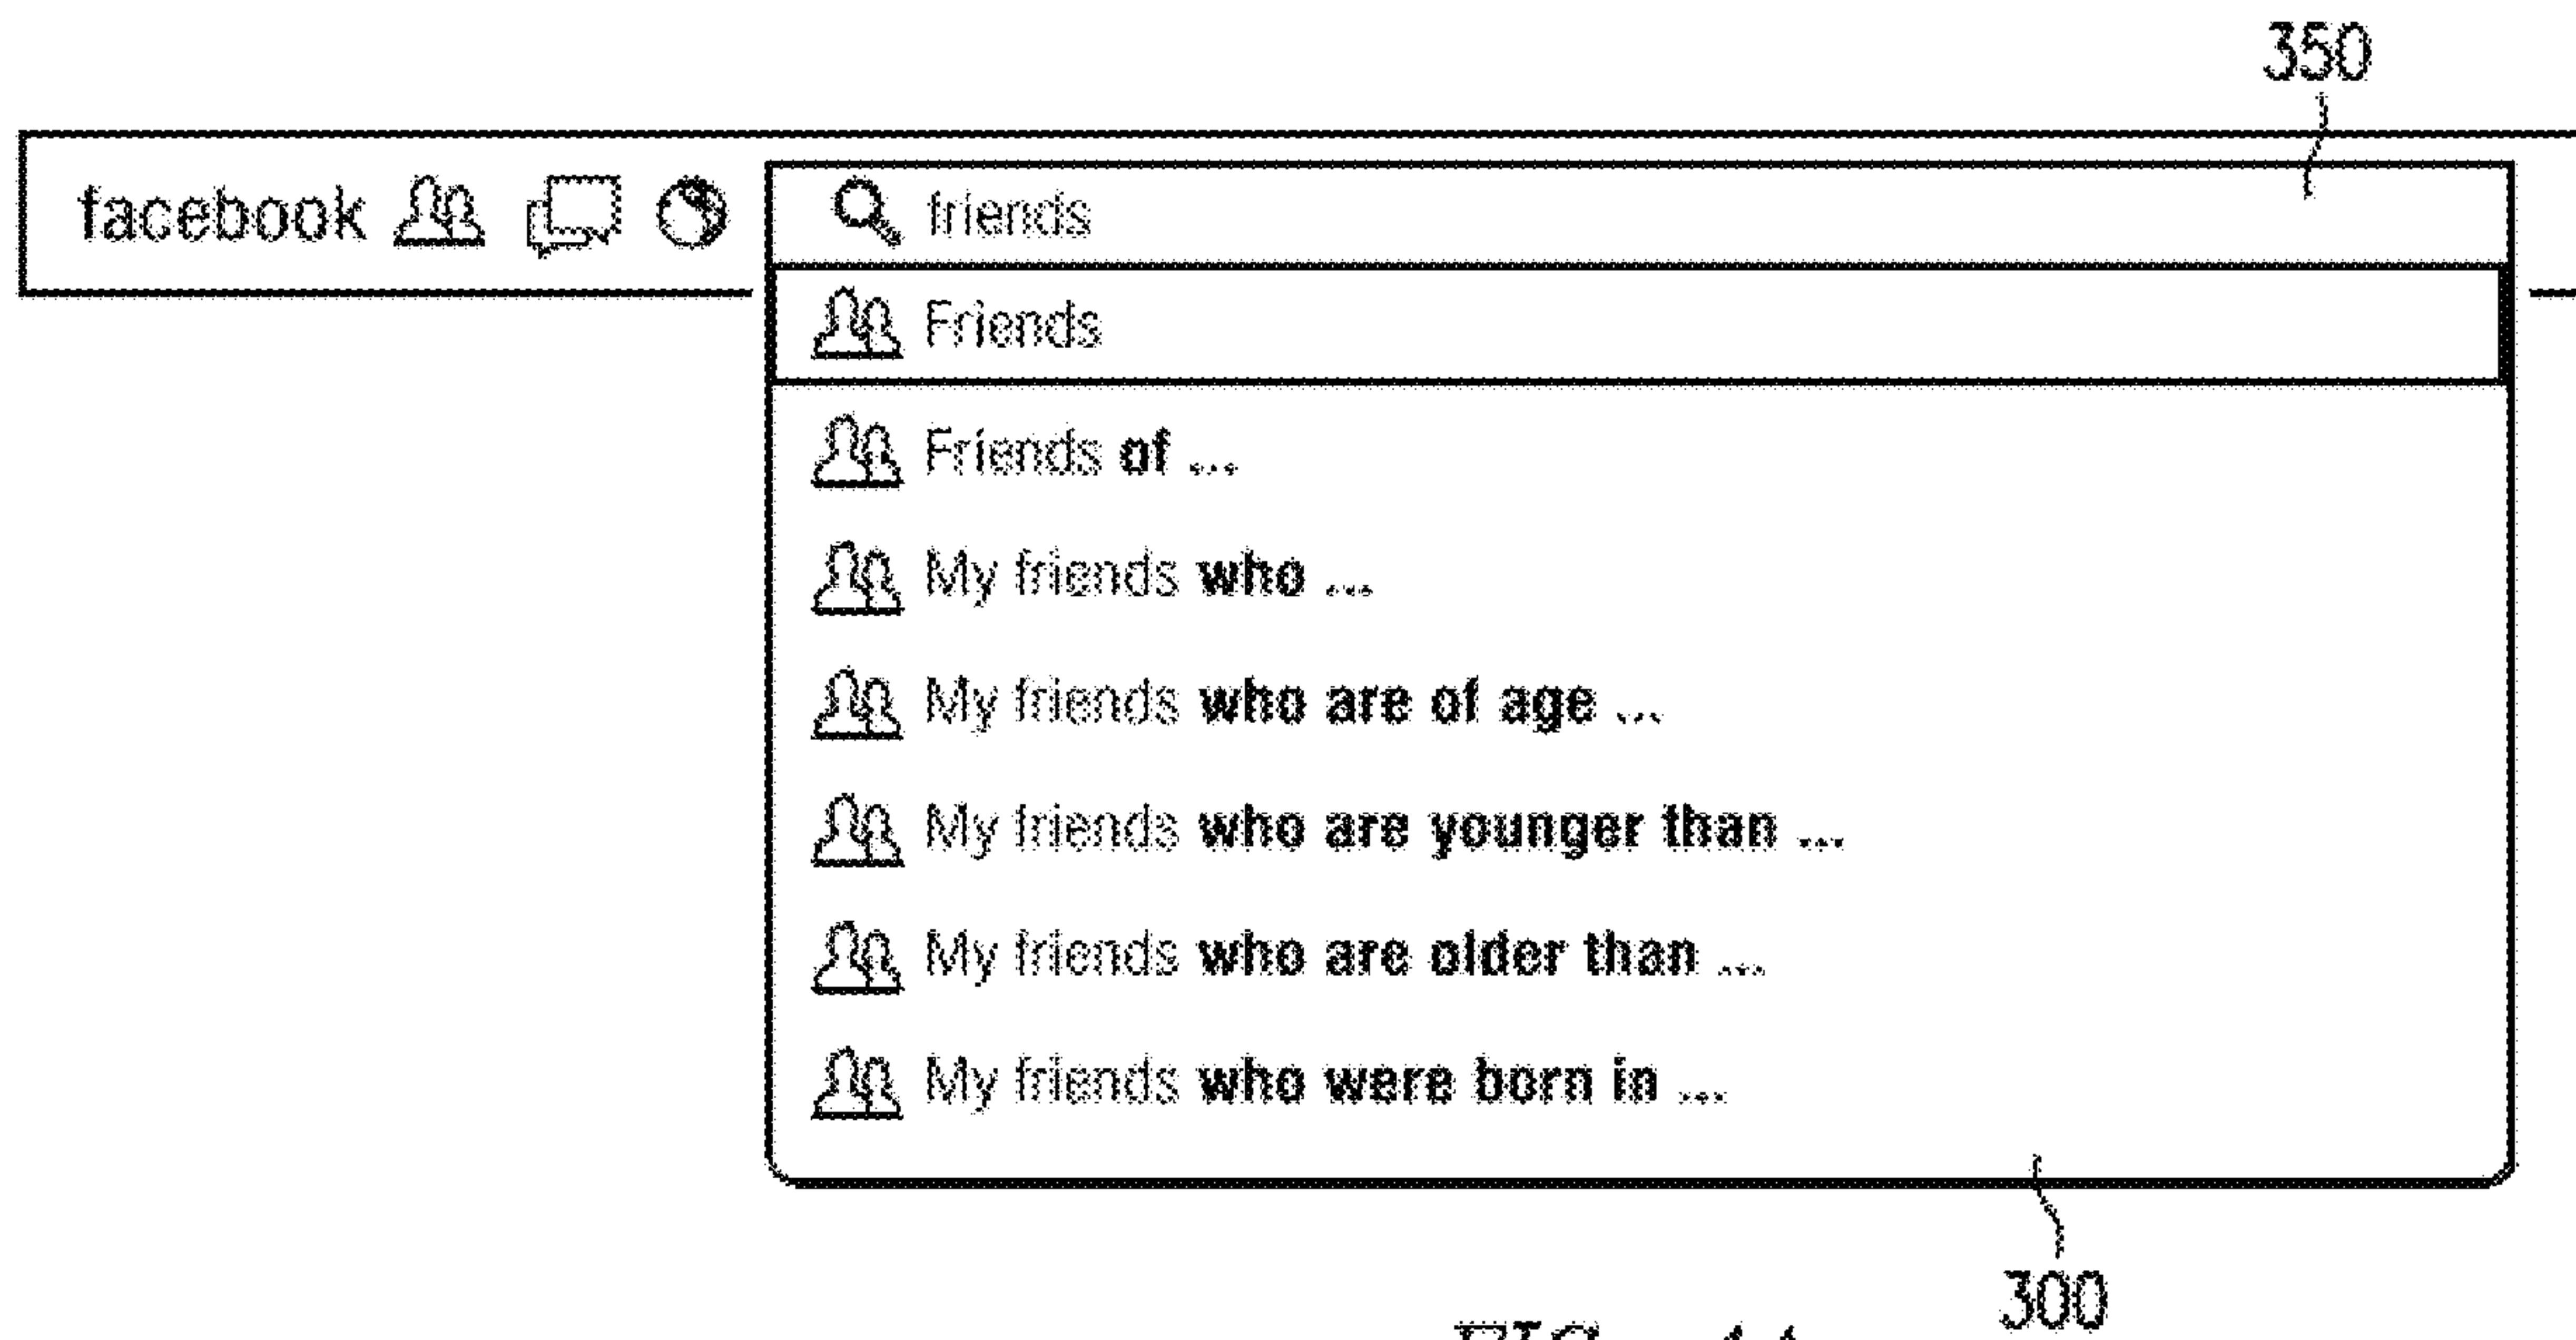 350
facebook friends
Friends
Friends of ...
My friends who ...
My friends who are of age ...
My friends who are younger than ...
My friends who are older than ...
My friends who were born in ...
300